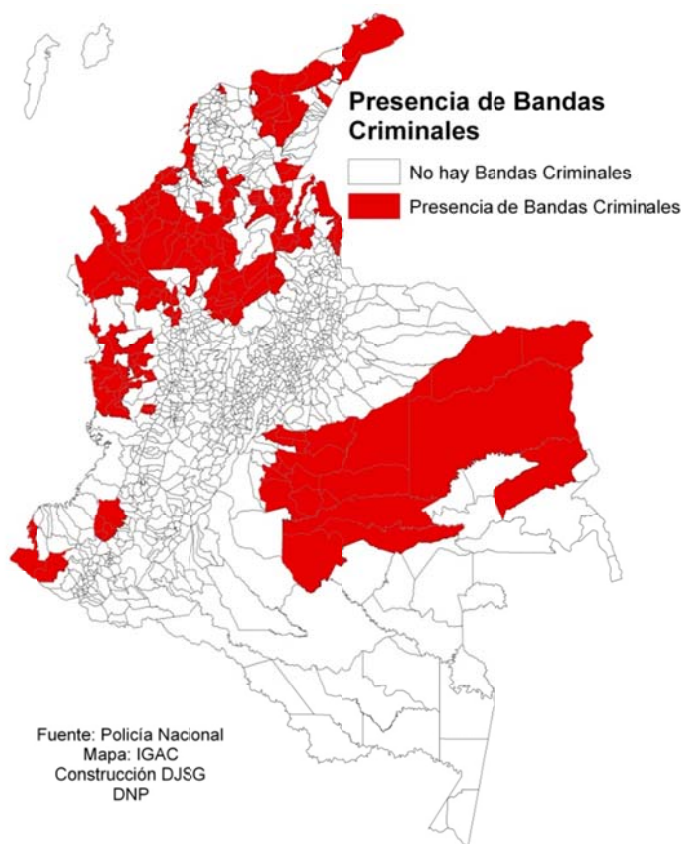 Presencia de Bandas
Criminales
No hay Bandas Criminales
Presencia de Bandas Criminales
Fuente: Policía Nacional
Mapa: IGAC
Construcción DJSG
DNP